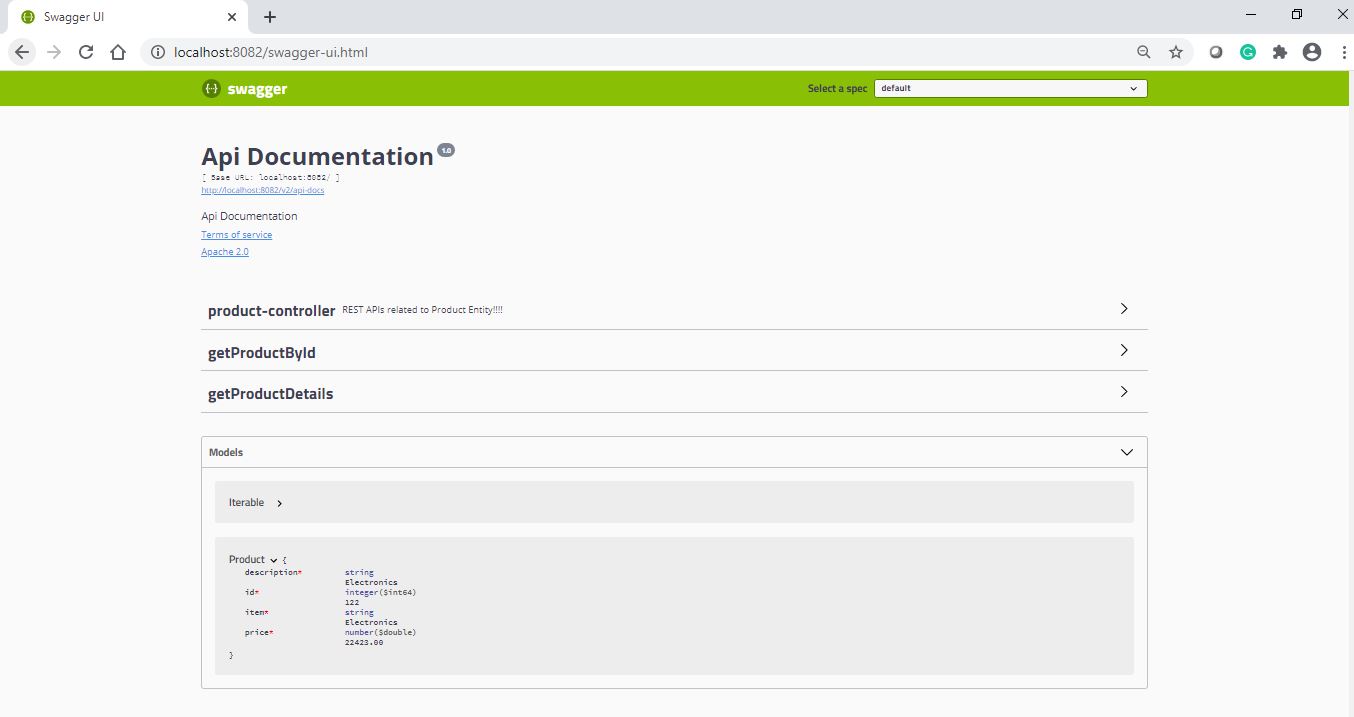 Swagger UI
localhost:8082/swagger-ui.html
swagger
Select a spec default
Api Documentation 1.0
[ Base URL: localhost:8082/ ]
http://localhost:8082/v2/api-docs
Api Documentation
Terms of service
Apache 2.0
product-controller REST APIs related to Product Entity!!!!
getProductById
getProductDetails
Models
Iterable
Product {
description* string
Electronics
id* integer($int64)
122
item* string
Electronics
price* number($double)
22423.00
}